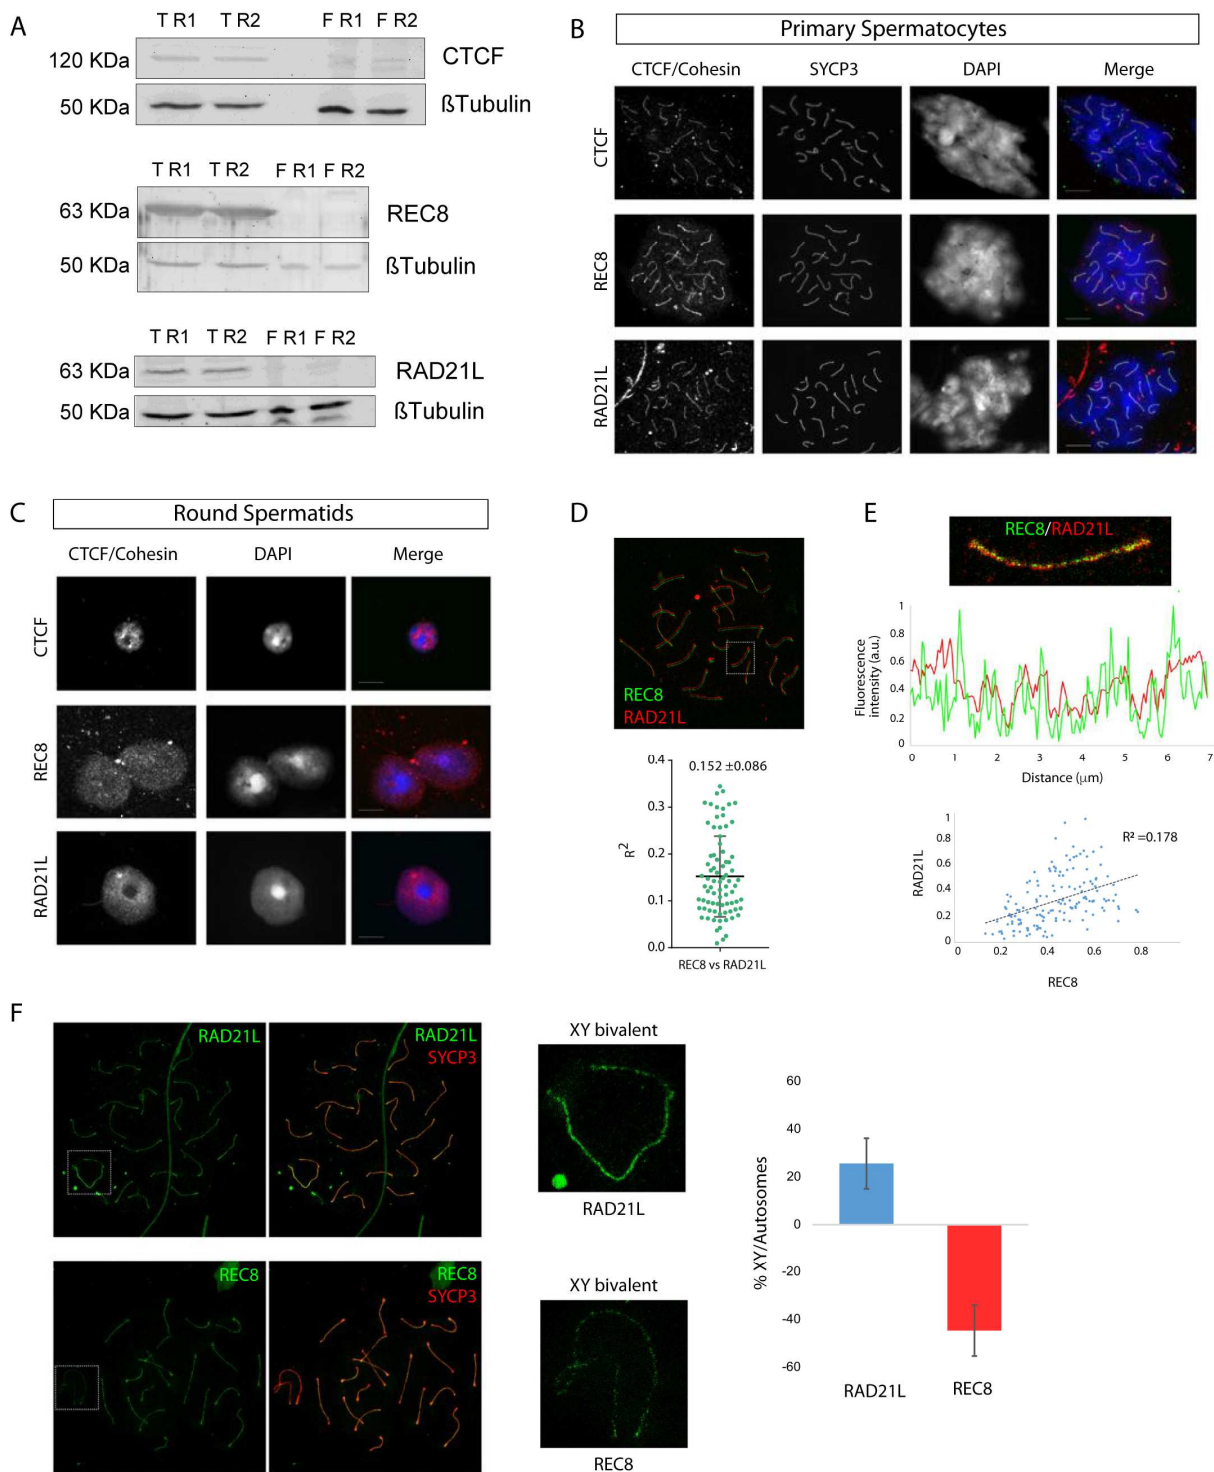 A
T R1 T R2 F R1 F R2
120 KDa CTCF
50 KDa ßTubulin
T R1 T R2 F R1 F R2
63 KDa REC8
50 KDa ßTubulin
T R1 T R2 F R1 F R2
63 KDa RAD21L
50 KDa ßTubulin
B
Primary Spermatocytes
CTCF/Cohesin SYCP3 DAPI Merge
CTCF
REC8
RAD21L
C
Round Spermatids
CTCF/Cohesin DAPI Merge
CTCF
REC8
RAD21L
D
REC8
RAD21L
0.4
0.152 ±0.086
0.3
R²
0.2
0.1
0.0
REC8 vs RAD21L
E
REC8/RAD21L
Fluorescence
intensity (a.u.)
1
0.8
0.6
0.4
0.2
0
0 1 2 3 4 5 6 7
Distance (µm)
RAD21L
1
0.8
0.6
0.4
0.2
0
R² =0.178
0 0.2 0.4 0.6 0.8
REC8
F
RAD21L
RAD21L
SYCP3
XY bivalent
RAD21L
REC8
REC8
SYCP3
XY bivalent
REC8
% XY/Autosomes
60
40
20
0
-20
-40
-60
RAD21L REC8